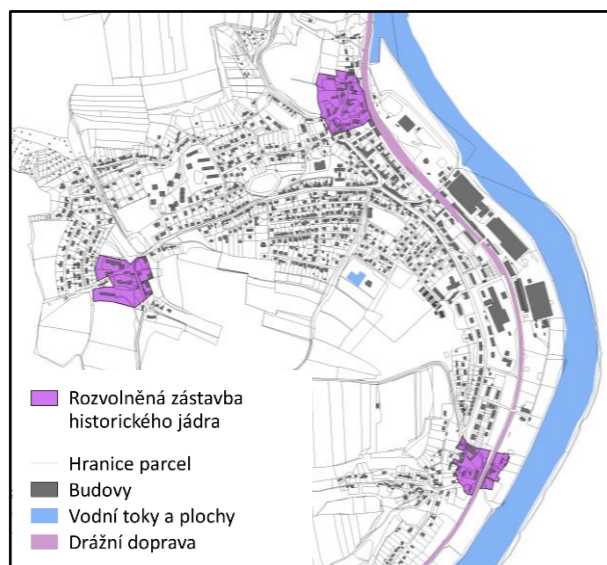 Rozvolněná zástavba
historického jádra
Hranice parcel
Budovy
Vodní toky a plochy
Drážní doprava